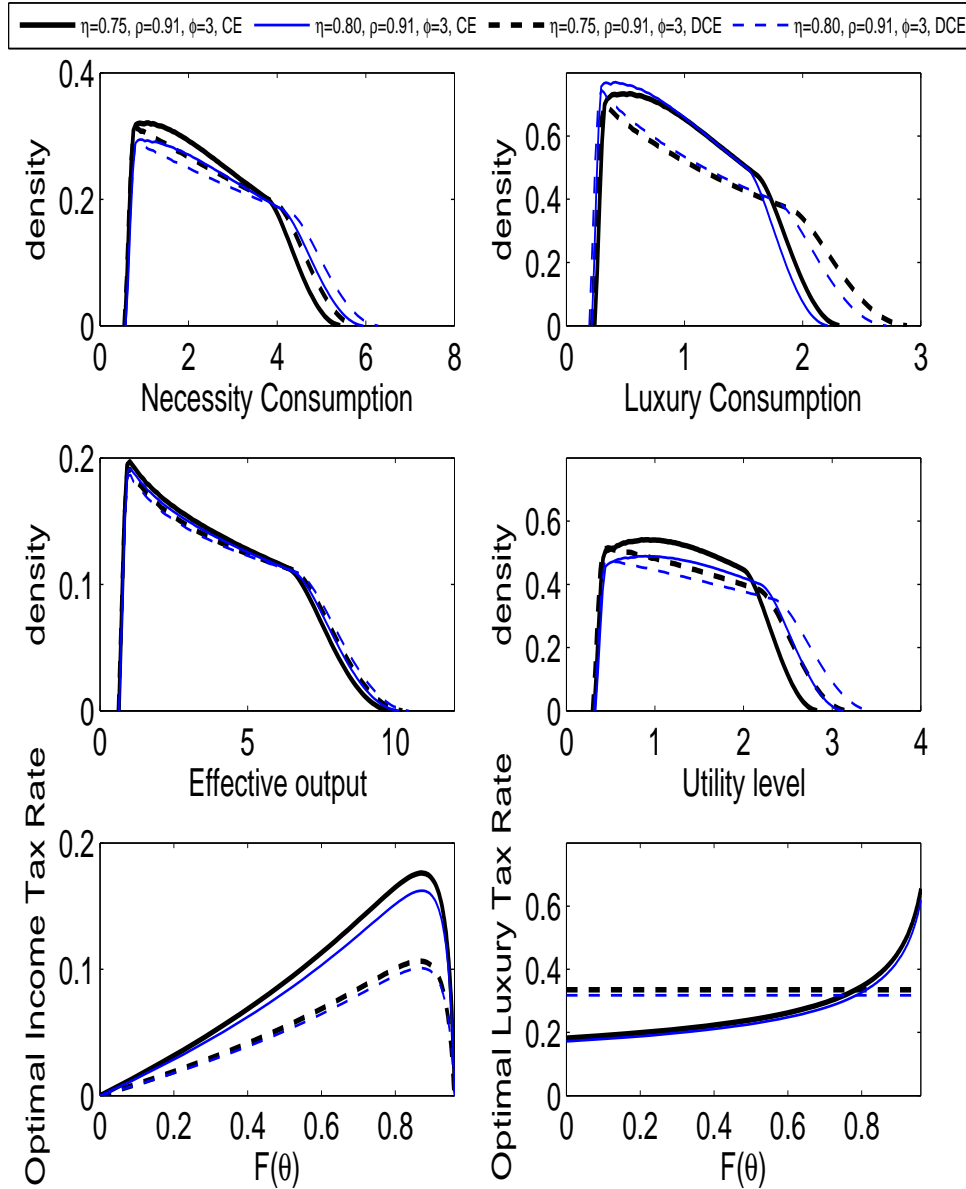 η=0.75, ρ=0.91, φ=3, CE
η=0.80, ρ=0.91, φ=3, CE
η=0.75, ρ=0.91, φ=3, DCE
η=0.80, ρ=0.91, φ=3, DCE
density
0.4
0.2
0
0 2 4 6 8
Necessity Consumption
density
0.6
0.4
0.2
0
0 1 2 3
Luxury Consumption
density
0.2
0.1
0
0 5 10
Effective output
density
0.6
0.4
0.2
0
0 1 2 3 4
Utility level
Optimal Income Tax Rate
0.2
0.1
0
0 0.2 0.4 0.6 0.8
F(θ)
Optimal Luxury Tax Rate
0.6
0.4
0.2
0
0 0.2 0.4 0.6 0.8
F(θ)